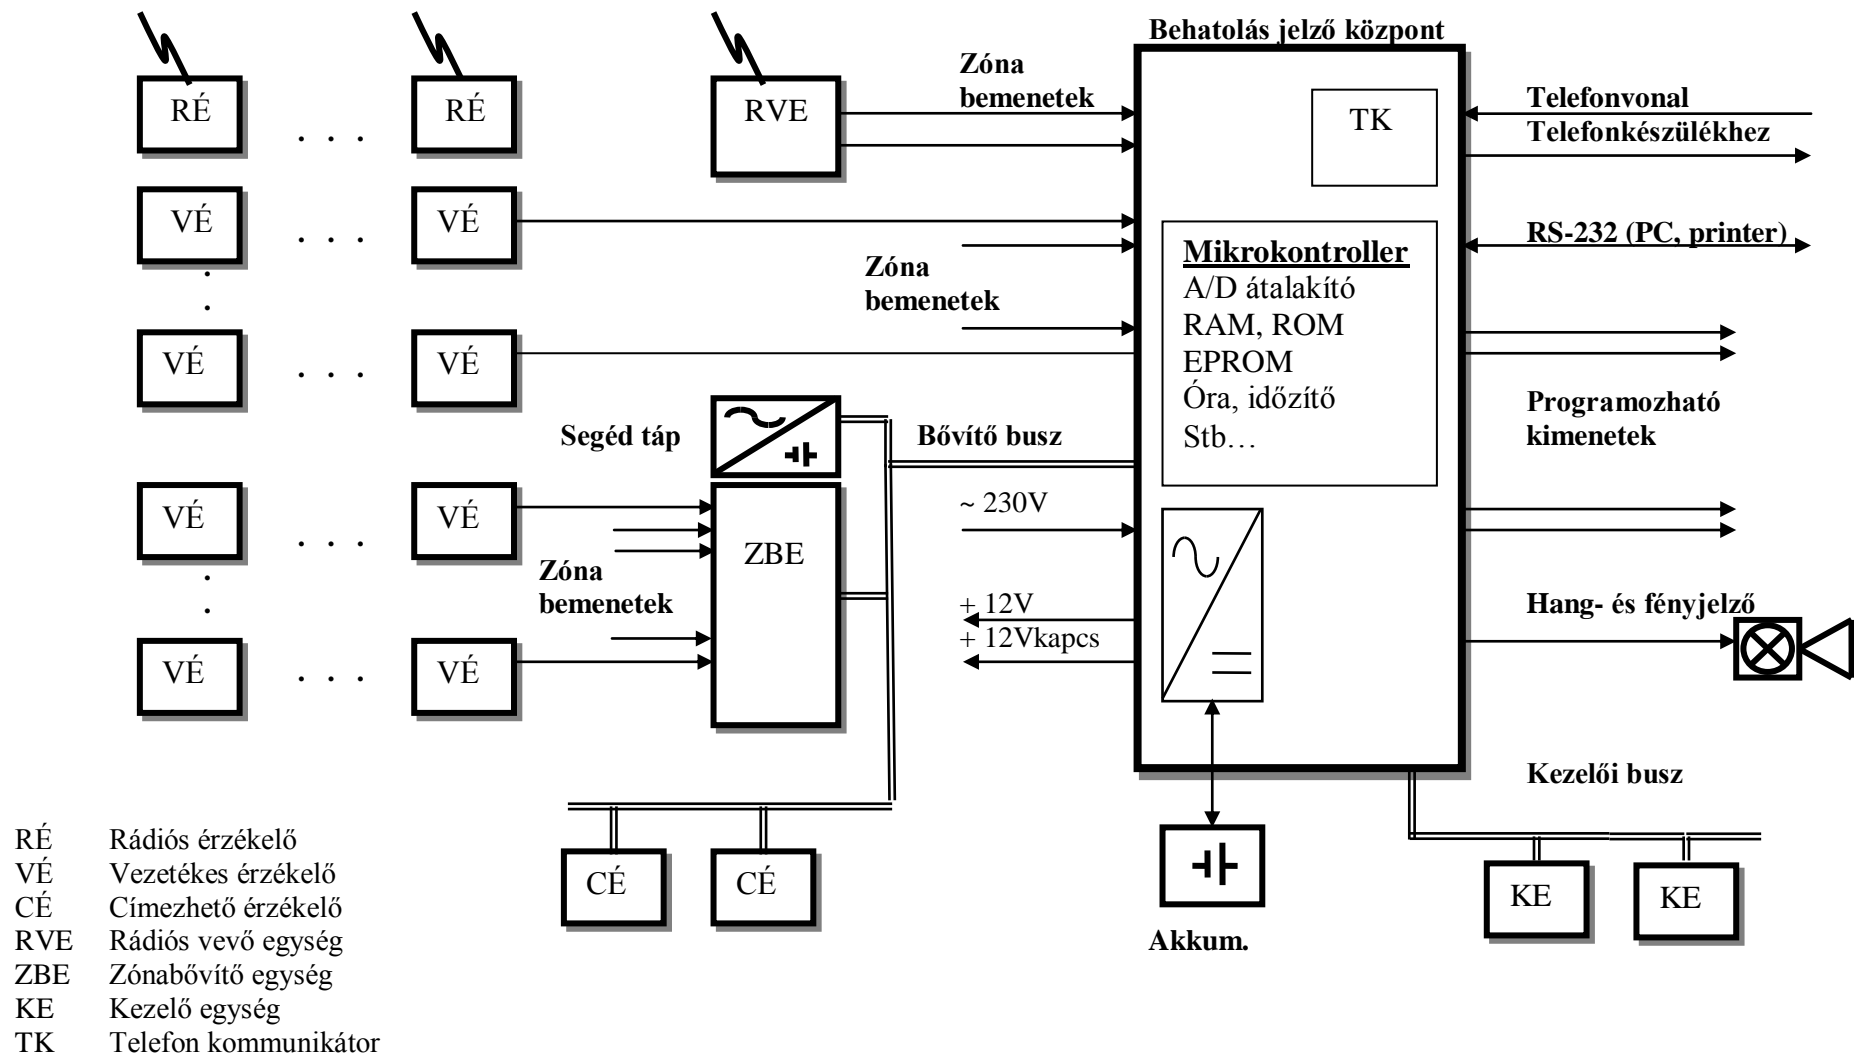 Behatolás jelző központ
RÉ
. . .
RÉ
RVE
Zóna
bemenetek
TK
Telefonvonal
Telefonkészülékhez
VÉ
. . .
VÉ
RS-232 (PC, printer)
Mikrokontroller
A/D átalakító
RAM, ROM
EPROM
Óra, időzítő
Stb…
Zóna
bemenetek
VÉ
. . .
VÉ
Programozható
kimenetek
Segéd táp
Bővítő busz
VÉ
. . .
VÉ
ZBE
~ 230V
Zóna
bemenetek
+ 12V
+ 12Vkapcs
Hang- és fényjelző
VÉ
. . .
VÉ
Kezelői busz
CÉ
CÉ
Akkum.
KE
KE
RÉ Rádiós érzékelő
VÉ Vezetékes érzékelő
CÉ Címezhető érzékelő
RVE Rádiós vevő egység
ZBE Zónabővítő egység
KE Kezelő egység
TK Telefon kommunikátor